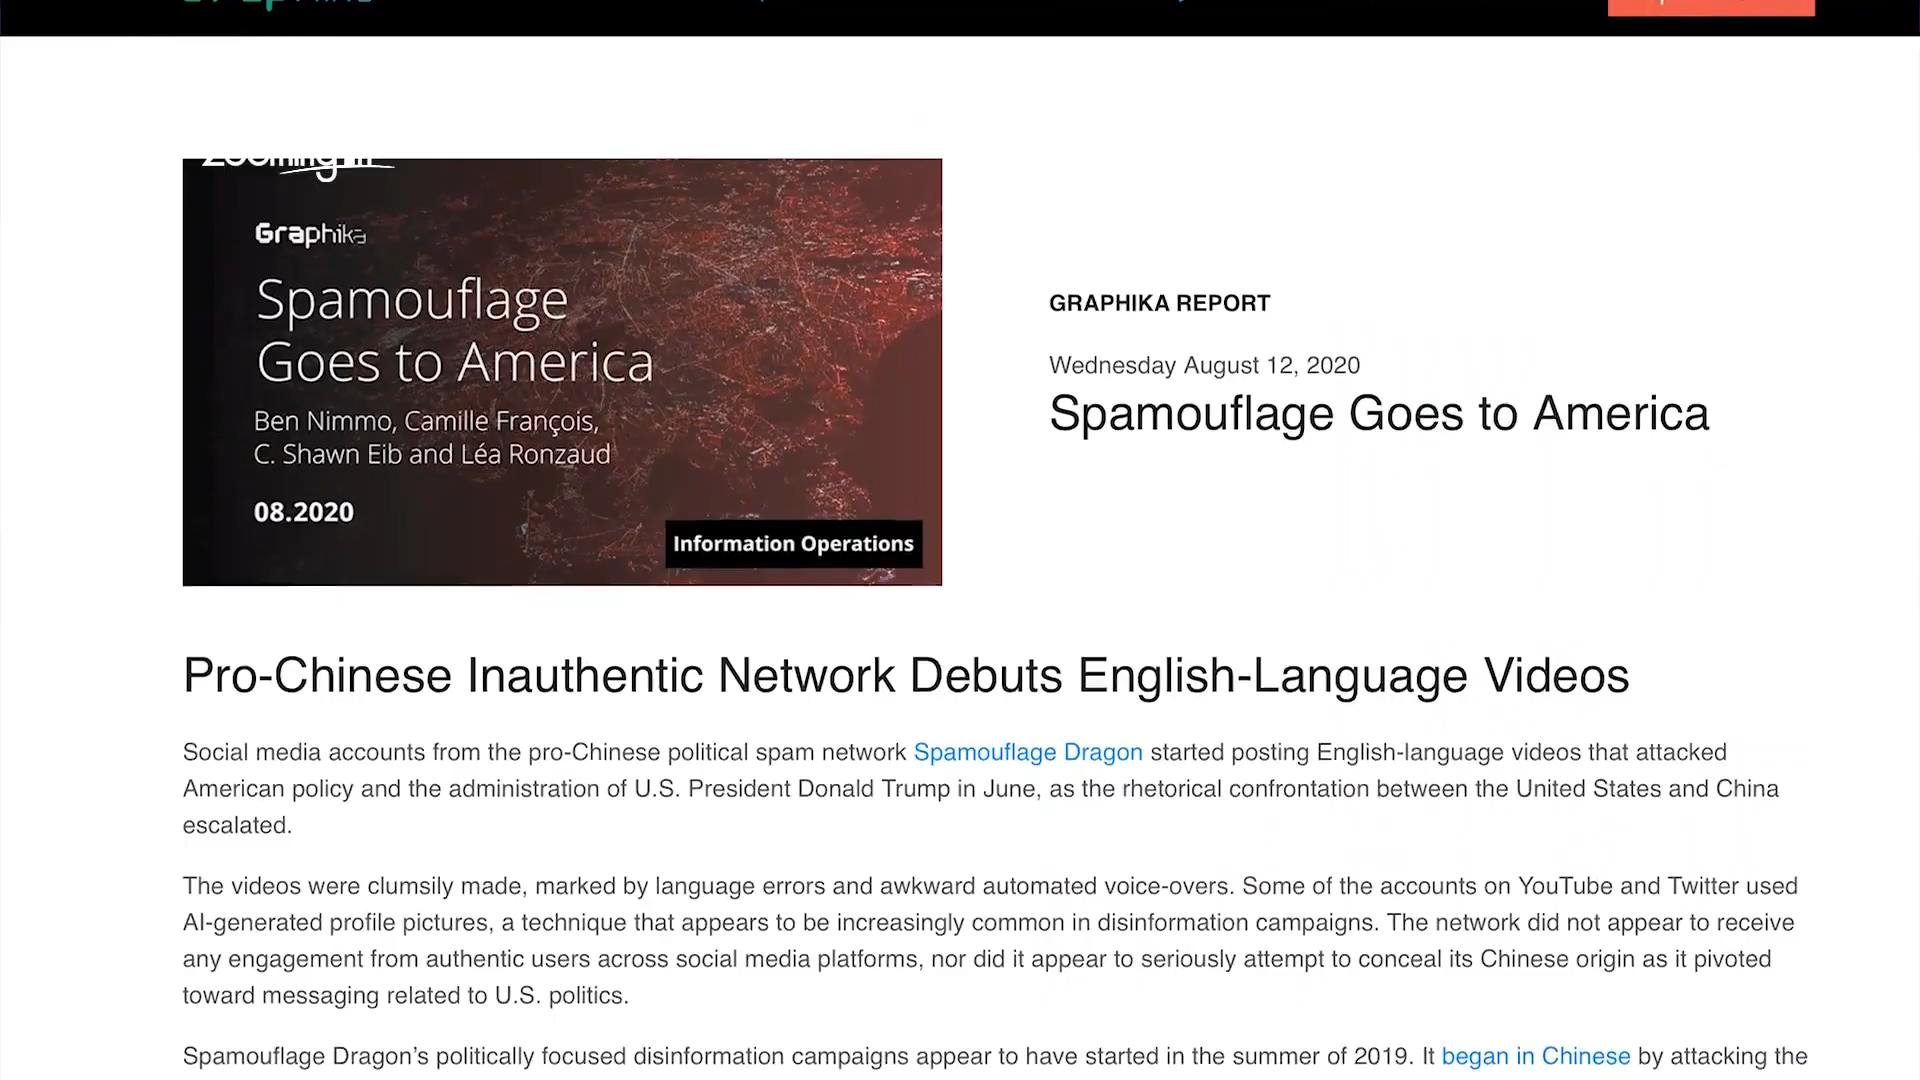 Zooming In
Graphika
Spamouflage
Goes to America
Ben Nimmo, Camille François,
C. Shawn Eib and Léa Ronzaud
08.2020
Information Operations
GRAPHIKA REPORT
Wednesday August 12, 2020
Spamouflage Goes to America
Pro-Chinese Inauthentic Network Debuts English-Language Videos
Social media accounts from the pro-Chinese political spam network Spamouflage Dragon started posting English-language videos that attacked
American policy and the administration of U.S. President Donald Trump in June, as the rhetorical confrontation between the United States and China
escalated.
The videos were clumsily made, marked by language errors and awkward automated voice-overs. Some of the accounts on YouTube and Twitter used
AI-generated profile pictures, a technique that appears to be increasingly common in disinformation campaigns. The network did not appear to receive
any engagement from authentic users across social media platforms, nor did it appear to seriously attempt to conceal its Chinese origin as it pivoted
toward messaging related to U.S. politics.
Spamouflage Dragon’s politically focused disinformation campaigns appear to have started in the summer of 2019. It began in Chinese by attacking the